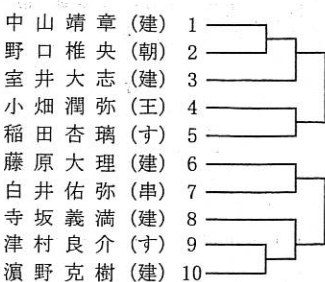 中山靖章(建) 1
野口椎央(朝) 2
室井大志(建) 3
小畑潤弥(王) 4
稲田杏璃(す) 5
藤原大理(建) 6
白井佑弥(串) 7
寺坂義満(建) 8
津村良介(す) 9
濵野克樹(建) 10